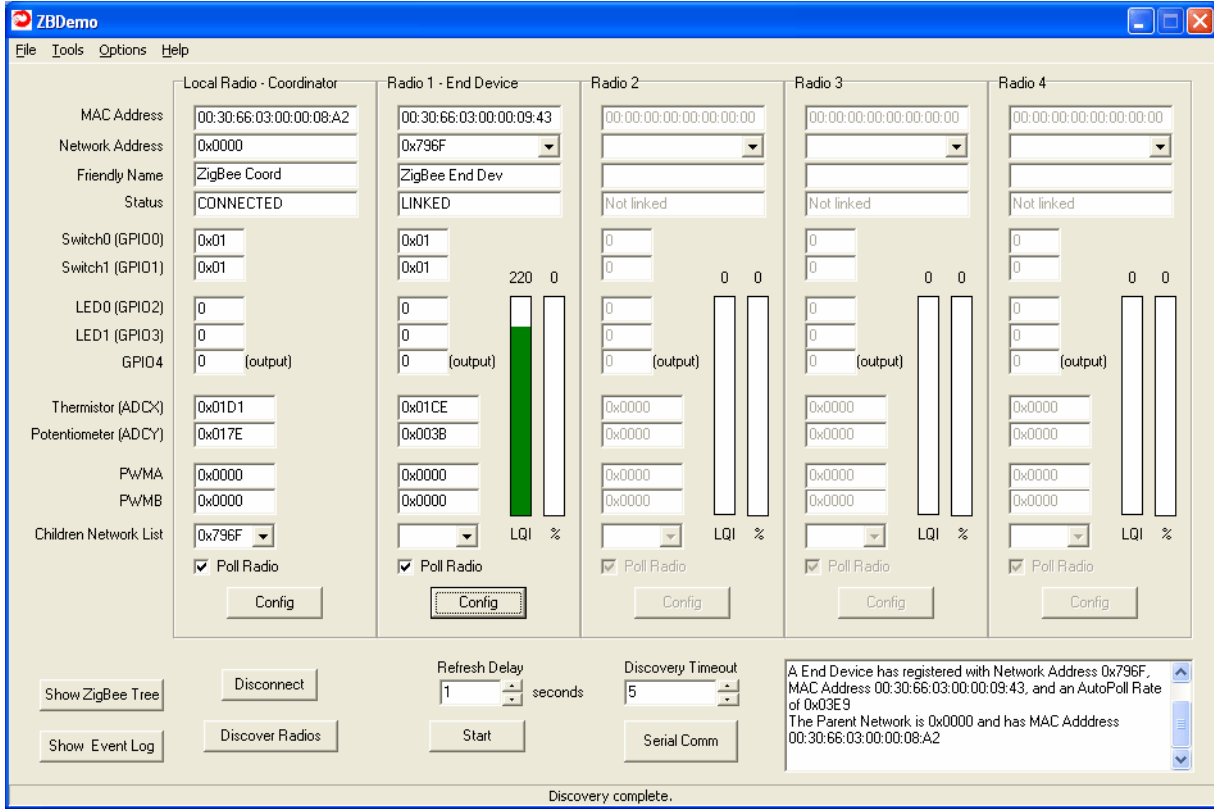 ZBDemo
File Tools Options Help
Local Radio - Coordinator Radio 1 - End Device Radio 2 Radio 3 Radio 4
MAC Address 00:30:66:03:00:00:08:A2 00:30:66:03:00:00:09:43 00:00:00:00:00:00:00:00 00:00:00:00:00:00:00:00 00:00:00:00:00:00:00:00
Network Address 0x0000 0x796F
Friendly Name ZigBee Coord ZigBee End Dev
Status CONNECTED LINKED Not linked Not linked Not linked
Switch0 (GPIO0) 0x01 0x01 0 0 0
Switch1 (GPIO1) 0x01 0x01 220 0 0 0 0 0 0 0 0 0 0
LED0 (GPIO2) 0 0 0 0 0
LED1 (GPIO3) 0 0 0 0 0
GPIO4 0 (output) 0 (output) 0 (output) 0 (output) 0 (output)
Thermistor (ADCX) 0x01D1 0x01CE 0x0000 0x0000 0x0000
Potentiometer (ADCY) 0x017E 0x003B 0x0000 0x0000 0x0000
PWMA 0x0000 0x0000 0x0000 0x0000 0x0000
PWMB 0x0000 0x0000 0x0000 0x0000 0x0000
Children Network List 0x796F LQI % LQI % LQI % LQI %
Poll Radio Poll Radio Poll Radio Poll Radio Poll Radio
Config Config Config Config Config
Show ZigBee Tree Disconnect Refresh Delay 1 seconds Discovery Timeout 5
Show Event Log Discover Radios Start Serial Comm
A End Device has registered with Network Address 0x796F,
MAC Address 00:30:66:03:00:00:09:43, and an AutoPoll Rate
of 0x03E9
The Parent Network is 0x0000 and has MAC Adddress
00:30:66:03:00:00:08:A2
Discovery complete.